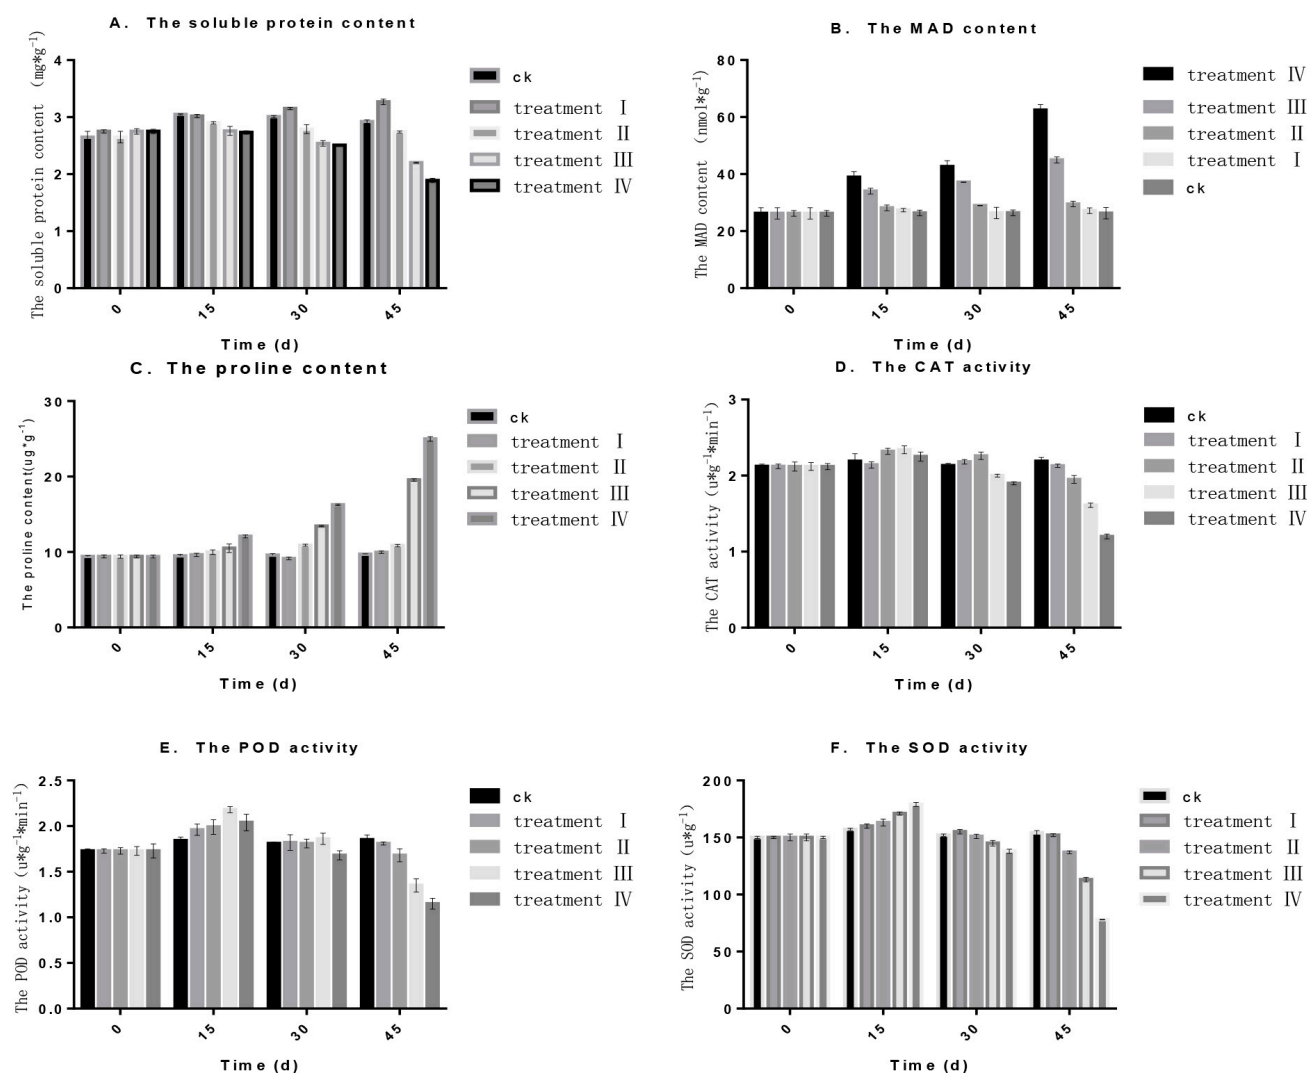 A. The soluble protein content
The soluble protein content (mg*g⁻¹)
4
3
2
1
0
0
15
30
45
Time (d)
ck
treatment I
treatment II
treatment III
treatment IV
B. The MAD content
The MAD content (nmol*g⁻¹)
80
60
40
20
0
0
15
30
45
Time (d)
treatment IV
treatment III
treatment II
treatment I
ck
C. The proline content
The proline content(ug*g⁻¹)
30
20
10
0
0
15
30
45
Time (d)
ck
treatment I
treatment II
treatment III
treatment IV
D. The CAT activity
The CAT activity (u*g⁻¹*min⁻¹)
3
2
1
0
0
15
30
45
Time (d)
ck
treatment I
treatment II
treatment III
treatment IV
E. The POD activity
The POD activity (u*g⁻¹*min⁻¹)
2.5
2.0
1.5
1.0
0.5
0.0
0
15
30
45
Time (d)
ck
treatment I
treatment II
treatment III
treatment IV
F. The SOD activity
The SOD activity (u*g⁻¹)
200
150
100
50
0
0
15
30
45
Time (d)
ck
treatment I
treatment II
treatment III
treatment IV